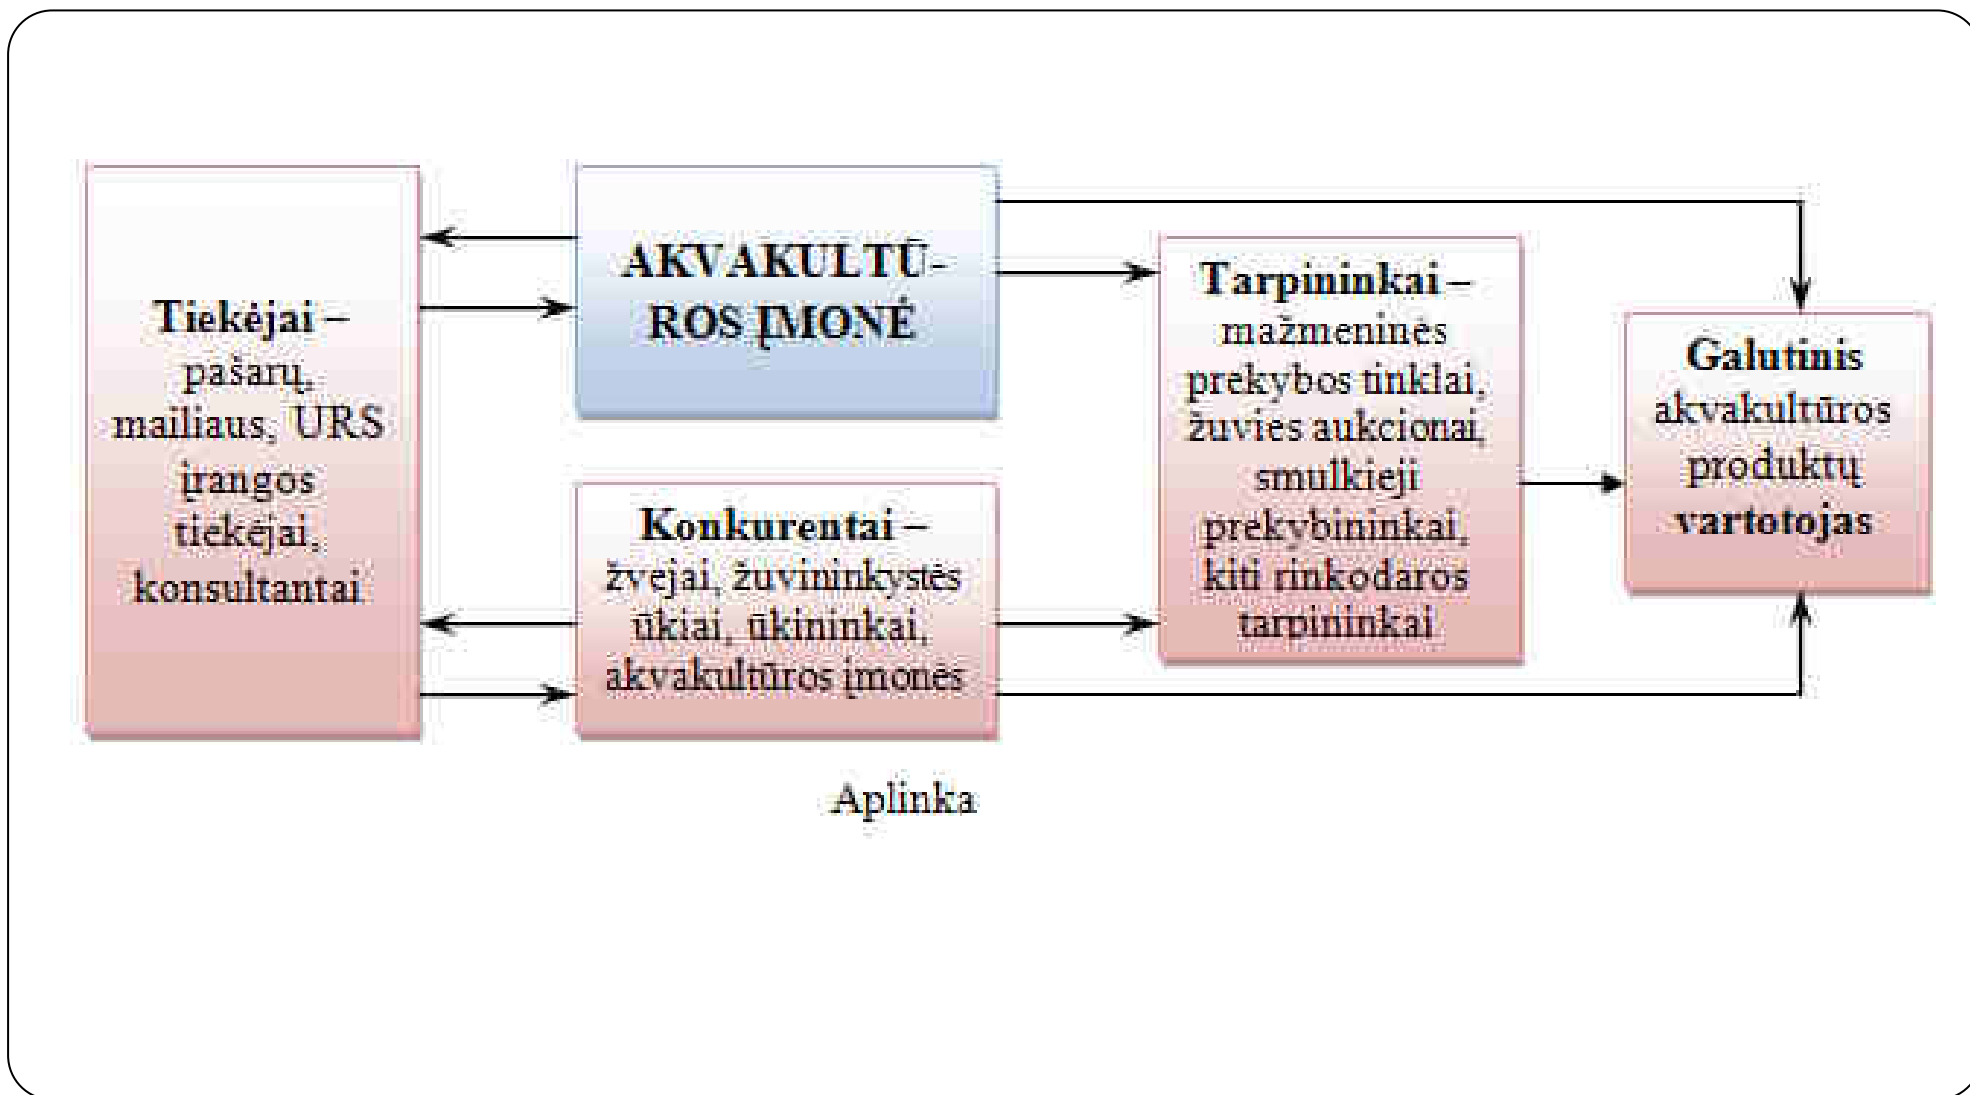 Tiekėjai –
pašarų,
mailiaus, URS
įrangos
tiekėjai,
konsultantai
AKVAKULTŪ-
ROS ĮMONĖ
Konkurentai –
žvejai, žuvininkystės
ūkiai, ūkininkai,
akvakultūros įmonės
Tarpininkai –
mažmeninės
prekybos tinklai,
žuvies aukcionai,
smulkieji
prekybininkai,
kiti rinkodaros
tarpininkai
Galutinis
akvakultūros
produktų
vartotojas
Aplinka